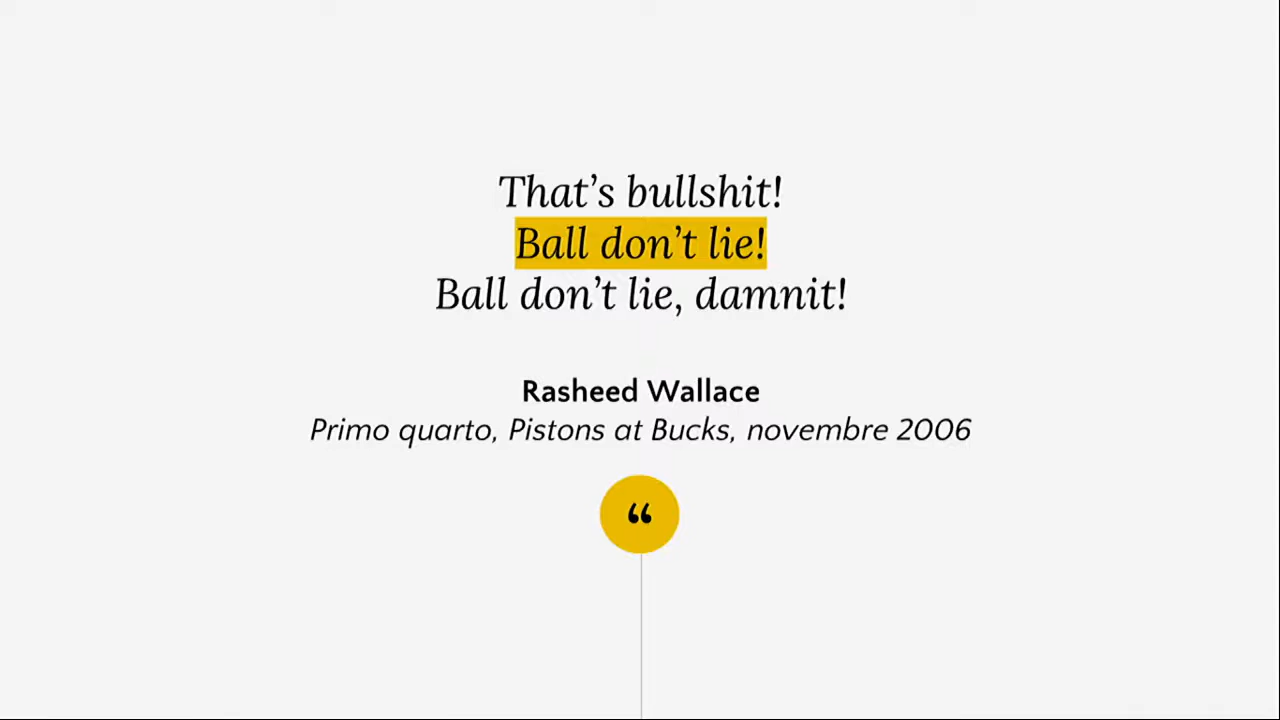 That’s bullshit!
Ball don’t lie!
Ball don’t lie, damnit!
Rasheed Wallace
Primo quarto, Pistons at Bucks, novembre 2006
“